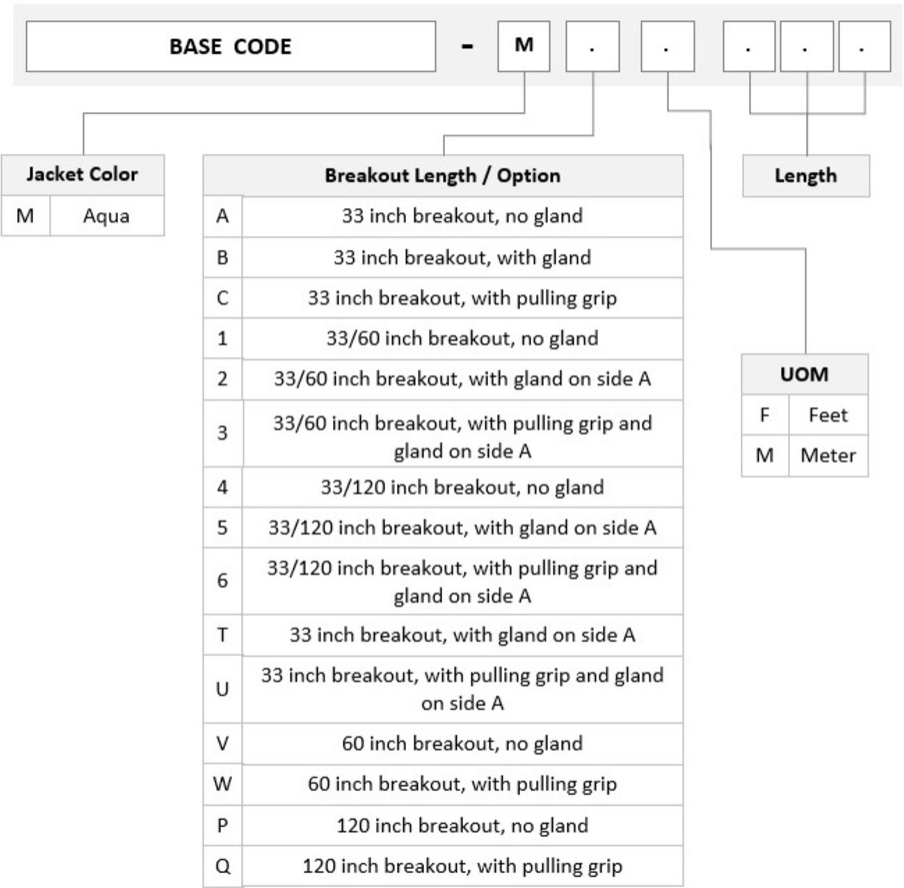 BASE CODE - M . . . . .
Jacket Color
M Aqua
Breakout Length / Option
A 33 inch breakout, no gland
B 33 inch breakout, with gland
C 33 inch breakout, with pulling grip
1 33/60 inch breakout, no gland
2 33/60 inch breakout, with gland on side A
3 33/60 inch breakout, with pulling grip and
gland on side A
4 33/120 inch breakout, no gland
5 33/120 inch breakout, with gland on side A
6 33/120 inch breakout, with pulling grip and
gland on side A
T 33 inch breakout, with gland on side A
U 33 inch breakout, with pulling grip and gland
on side A
V 60 inch breakout, no gland
W 60 inch breakout, with pulling grip
P 120 inch breakout, no gland
Q 120 inch breakout, with pulling grip
Length
UOM
F Feet
M Meter